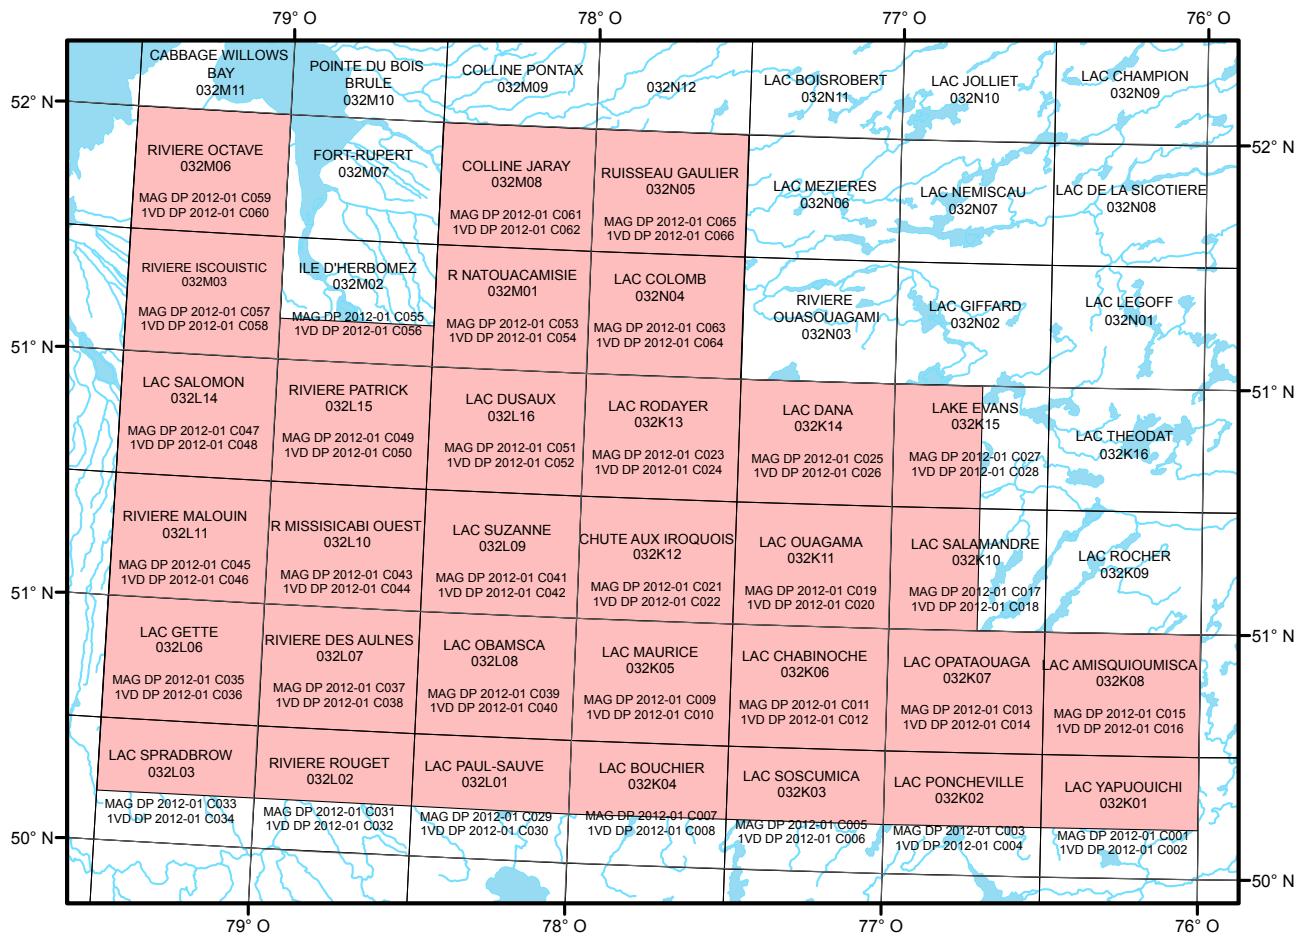 79° O
78° O
77° O
76° O
CABBAGE WILLOWS
BAY
032M11
POINTE DU BOIS
BRULE
032M10
COLLINE PONTAX
032M09
032N12
LAC BOISROBERT
032N11
LAC JOLLIET
032N10
LAC CHAMPION
032N09
52° N
52° N
RIVIERE OCTAVE
032M06
MAG DP 2012-01 C059
1VD DP 2012-01 C060
FORT-RUPERT
032M07
COLLINE JARAY
032M08
MAG DP 2012-01 C061
1VD DP 2012-01 C062
RUISSEAU GAULIER
032N05
MAG DP 2012-01 C065
1VD DP 2012-01 C066
LAC MEZIERES
032N06
LAC NEMISCAU
032N07
LAC DE LA SICOTIERE
032N08
RIVIERE ISCOUISTIC
032M03
MAG DP 2012-01 C057
1VD DP 2012-01 C058
ILE D'HERBOMEZ
032M02
MAG DP 2012-01 C055
1VD DP 2012-01 C056
R NATOUACAMISIE
032M01
MAG DP 2012-01 C053
1VD DP 2012-01 C054
LAC COLOMB
032N04
MAG DP 2012-01 C063
1VD DP 2012-01 C064
RIVIERE
OUASOUAGAMI
032N03
LAC GIFFARD
032N02
LAC LEGOFF
032N01
51° N
51° N
LAC SALOMON
032L14
MAG DP 2012-01 C047
1VD DP 2012-01 C048
RIVIERE PATRICK
032L15
MAG DP 2012-01 C049
1VD DP 2012-01 C050
LAC DUSAUX
032L16
MAG DP 2012-01 C051
1VD DP 2012-01 C052
LAC RODAYER
032K13
MAG DP 2012-01 C023
1VD DP 2012-01 C024
LAC DANA
032K14
MAG DP 2012-01 C025
1VD DP 2012-01 C026
LAKE EVANS
032K15
MAG DP 2012-01 C027
1VD DP 2012-01 C028
LAC THEODAT
032K16
RIVIERE MALOUIN
032L11
MAG DP 2012-01 C045
1VD DP 2012-01 C046
R MISSISICABI OUEST
032L10
MAG DP 2012-01 C043
1VD DP 2012-01 C044
LAC SUZANNE
032L09
MAG DP 2012-01 C041
1VD DP 2012-01 C042
CHUTE AUX IROQUOIS
032K12
MAG DP 2012-01 C021
1VD DP 2012-01 C022
LAC OUAGAMA
032K11
MAG DP 2012-01 C019
1VD DP 2012-01 C020
LAC SALAMANDRE
032K10
MAG DP 2012-01 C017
1VD DP 2012-01 C018
LAC ROCHER
032K09
51° N
51° N
LAC GETTE
032L06
MAG DP 2012-01 C035
1VD DP 2012-01 C036
RIVIERE DES AULNES
032L07
MAG DP 2012-01 C037
1VD DP 2012-01 C038
LAC OBAMSCA
032L08
MAG DP 2012-01 C039
1VD DP 2012-01 C040
LAC MAURICE
032K05
MAG DP 2012-01 C009
1VD DP 2012-01 C010
LAC CHABINOCHE
032K06
MAG DP 2012-01 C011
1VD DP 2012-01 C012
LAC OPATAOUAGA
032K07
MAG DP 2012-01 C013
1VD DP 2012-01 C014
LAC AMISQUIOUMISCA
032K08
MAG DP 2012-01 C015
1VD DP 2012-01 C016
LAC SPRADBROW
032L03
MAG DP 2012-01 C033
1VD DP 2012-01 C034
RIVIERE ROUGET
032L02
MAG DP 2012-01 C031
1VD DP 2012-01 C032
LAC PAUL-SAUVE
032L01
MAG DP 2012-01 C029
1VD DP 2012-01 C030
LAC BOUCHIER
032K04
MAG DP 2012-01 C007
1VD DP 2012-01 C008
LAC SOSCUMICA
032K03
MAG DP 2012-01 C005
1VD DP 2012-01 C006
LAC PONCHEVILLE
032K02
MAG DP 2012-01 C003
1VD DP 2012-01 C004
LAC YAPUOUICHI
032K01
MAG DP 2012-01 C001
1VD DP 2012-01 C002
50° N
50° N
79° O
78° O
77° O
76° O